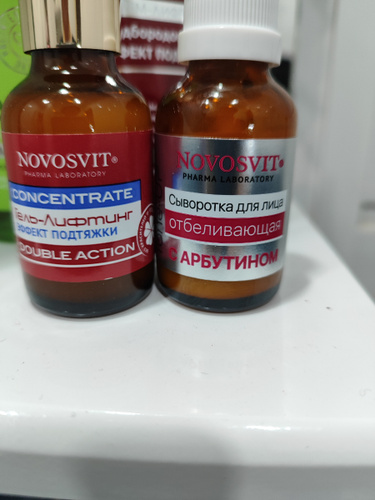 NOVOSVIT®
PHARMA LABORATORY
CONCENTRATE
Гель-Лифтинг
ЭФФЕКТ ПОДТЯЖКИ
DOUBLE ACTION
NOVOSVIT®
PHARMA LABORATORY
Сыворотка для лица
отбеливающая
С АРБУТИНОМ